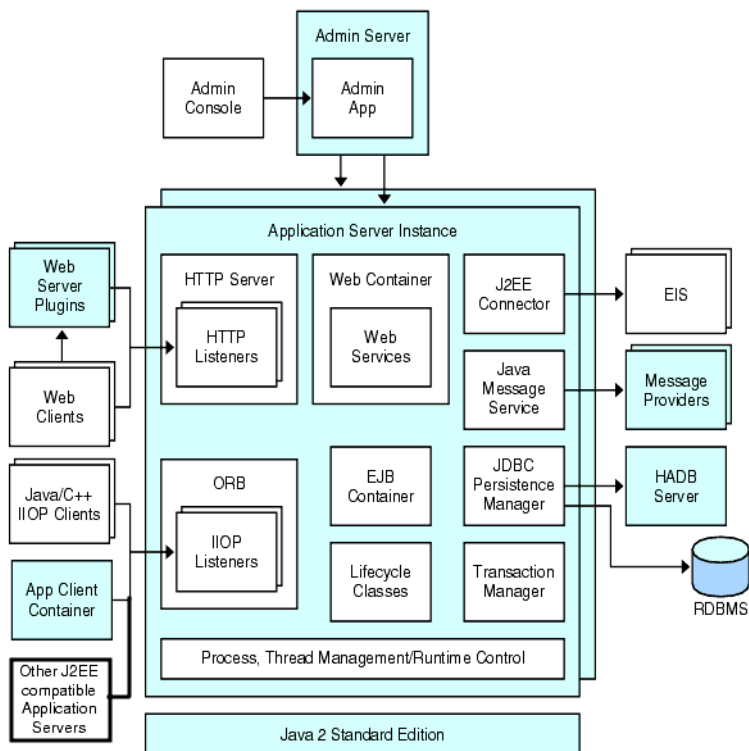 Admin Server
Admin
Console
Admin
App
Application Server Instance
Web
Server
Plugins
HTTP Server
HTTP
Listeners
Web Container
Web
Services
J2EE
Connector
EIS
Web
Clients
Java
Message
Service
Message
Providers
Java/C++
IIOP Clients
ORB
IIOP
Listeners
EJB
Container
JDBC
Persistence
Manager
HADB
Server
App Client
Container
Lifecycle
Classes
Transaction
Manager
RDBMS
Other J2EE
compatible
Application
Servers
Process, Thread Management/Runtime Control
Java 2 Standard Edition